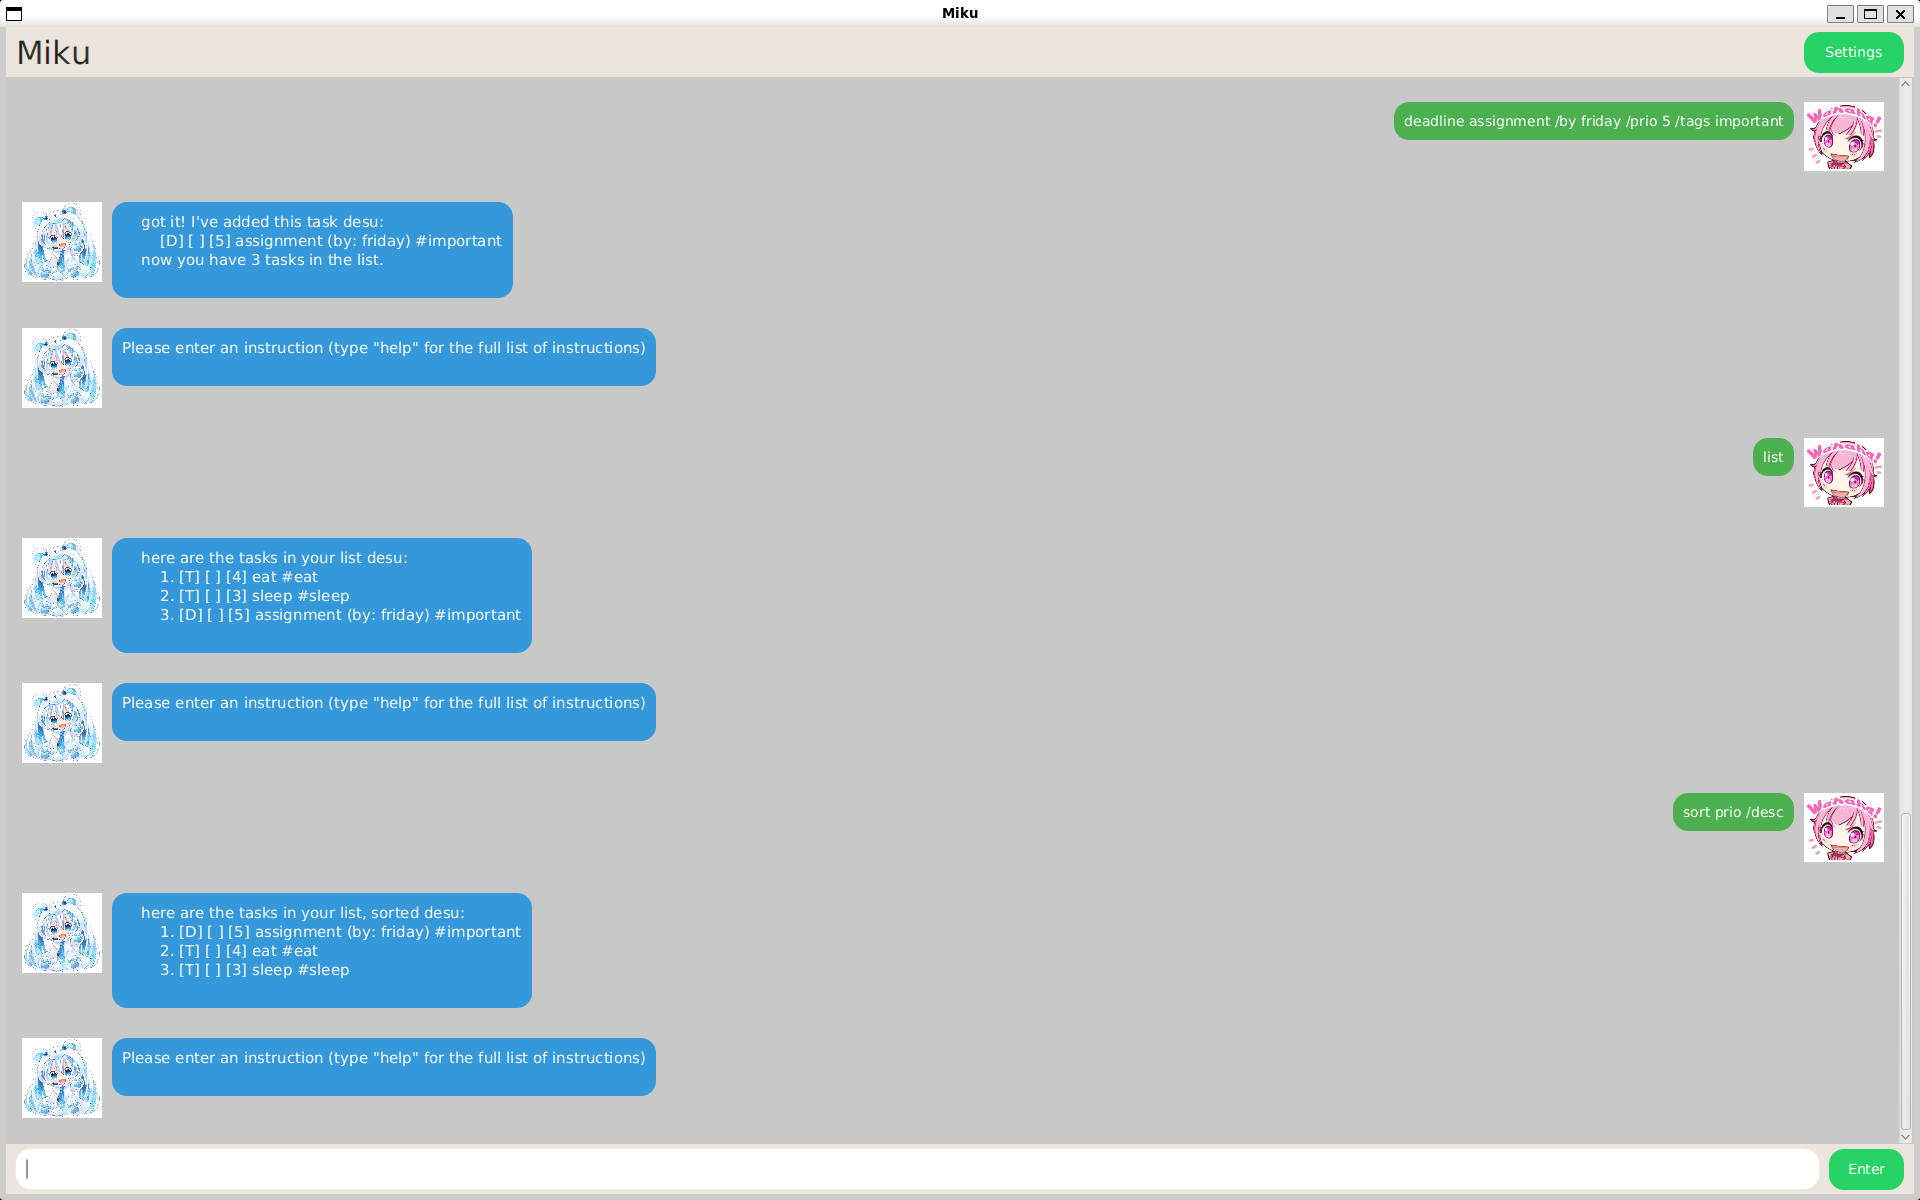 Miku
Miku
Settings
deadline assignment /by friday /prio 5 /tags important
Wahaha!
got it! I've added this task desu:
[D] [ ] [5] assignment (by: friday) #important
now you have 3 tasks in the list.
Please enter an instruction (type "help" for the full list of instructions)
list
Wahaha!
here are the tasks in your list desu:
1. [T] [ ] [4] eat #eat
2. [T] [ ] [3] sleep #sleep
3. [D] [ ] [5] assignment (by: friday) #important
Please enter an instruction (type "help" for the full list of instructions)
sort prio /desc
Wahaha!
here are the tasks in your list, sorted desu:
1. [D] [ ] [5] assignment (by: friday) #important
2. [T] [ ] [4] eat #eat
3. [T] [ ] [3] sleep #sleep
Please enter an instruction (type "help" for the full list of instructions)
Enter